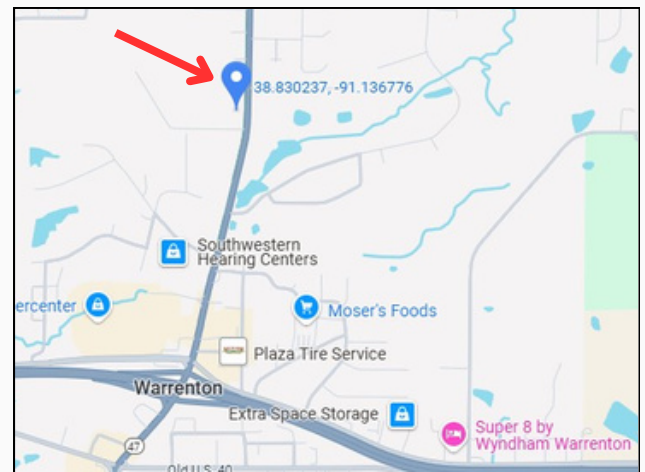 38.830237, -91.136776
Southwestern
Hearing Centers
ercenter
Moser's Foods
Plaza Tire Service
Warrenton
Extra Space Storage
Super 8 by
Wyndham Warrenton
47
Old U.S. 40